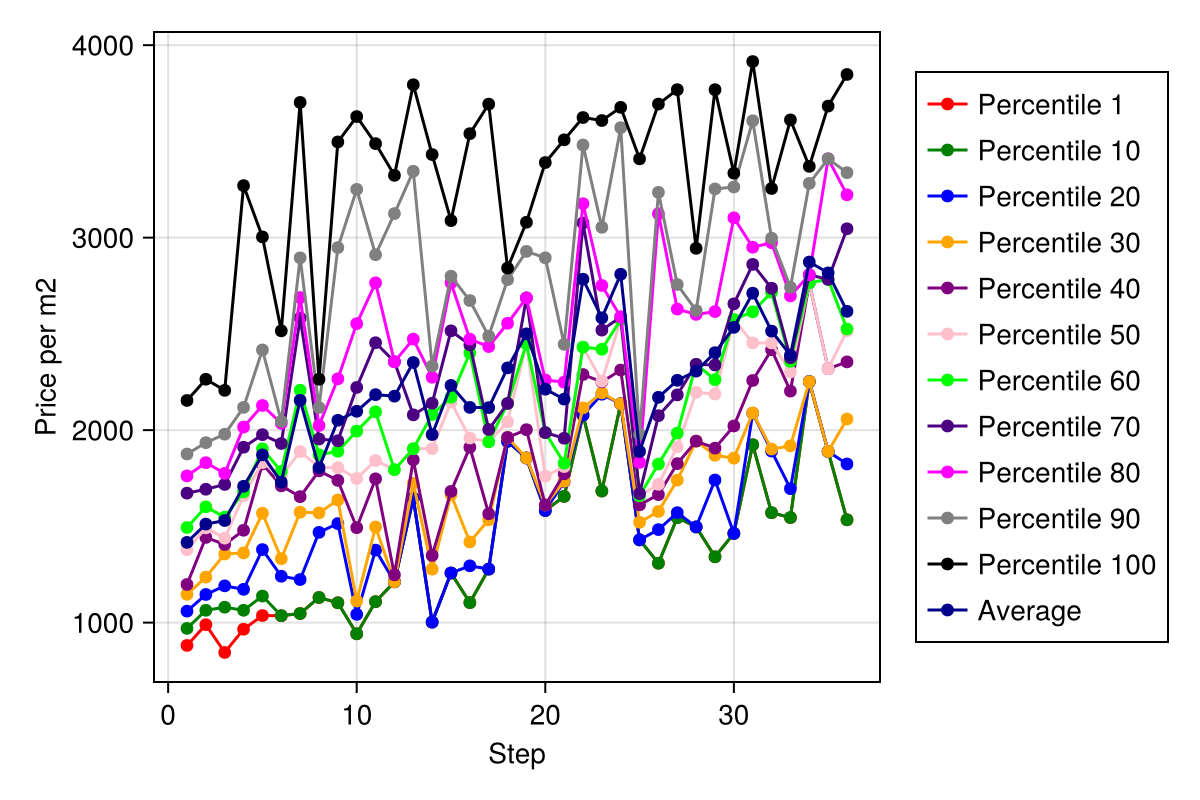 4000
3000
2000
1000
Price per m2
0
10
20
30
Step
Percentile 1
Percentile 10
Percentile 20
Percentile 30
Percentile 40
Percentile 50
Percentile 60
Percentile 70
Percentile 80
Percentile 90
Percentile 100
Average